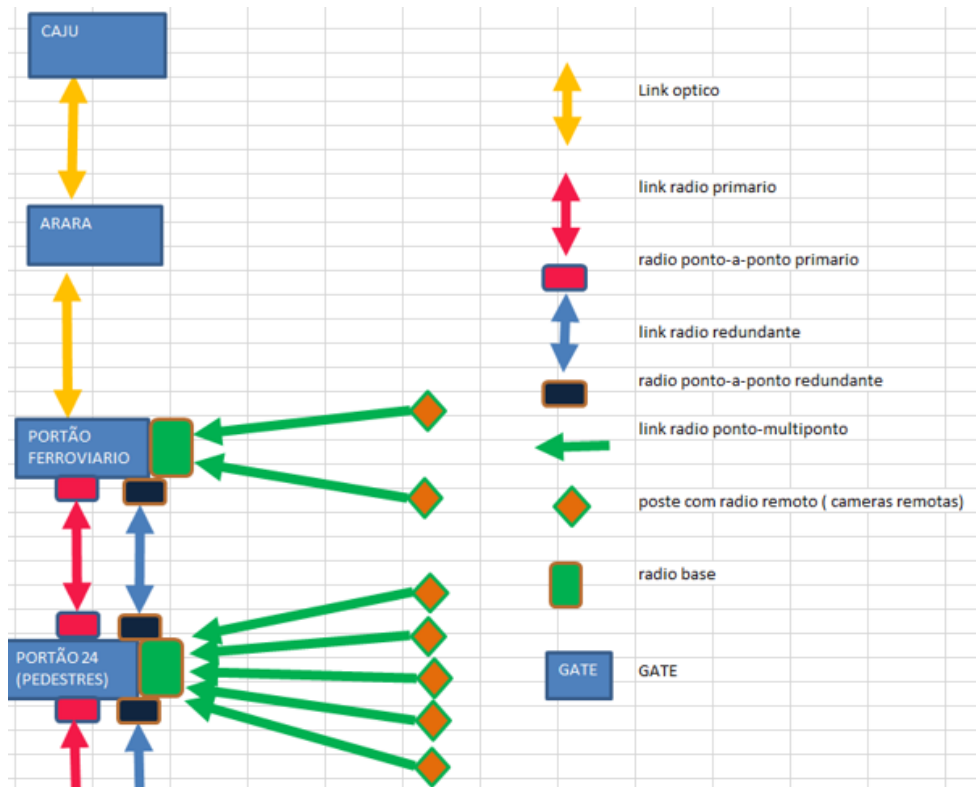 CAJU
ARARA
PORTÃO
FERROVIARIO
PORTÃO 24
(PEDESTRES)
Link optico
link radio primario
radio ponto-a-ponto primario
link radio redundante
radio ponto-a-ponto redundante
link radio ponto-multiponto
poste com radio remoto ( cameras remotas)
radio base
GATE
GATE